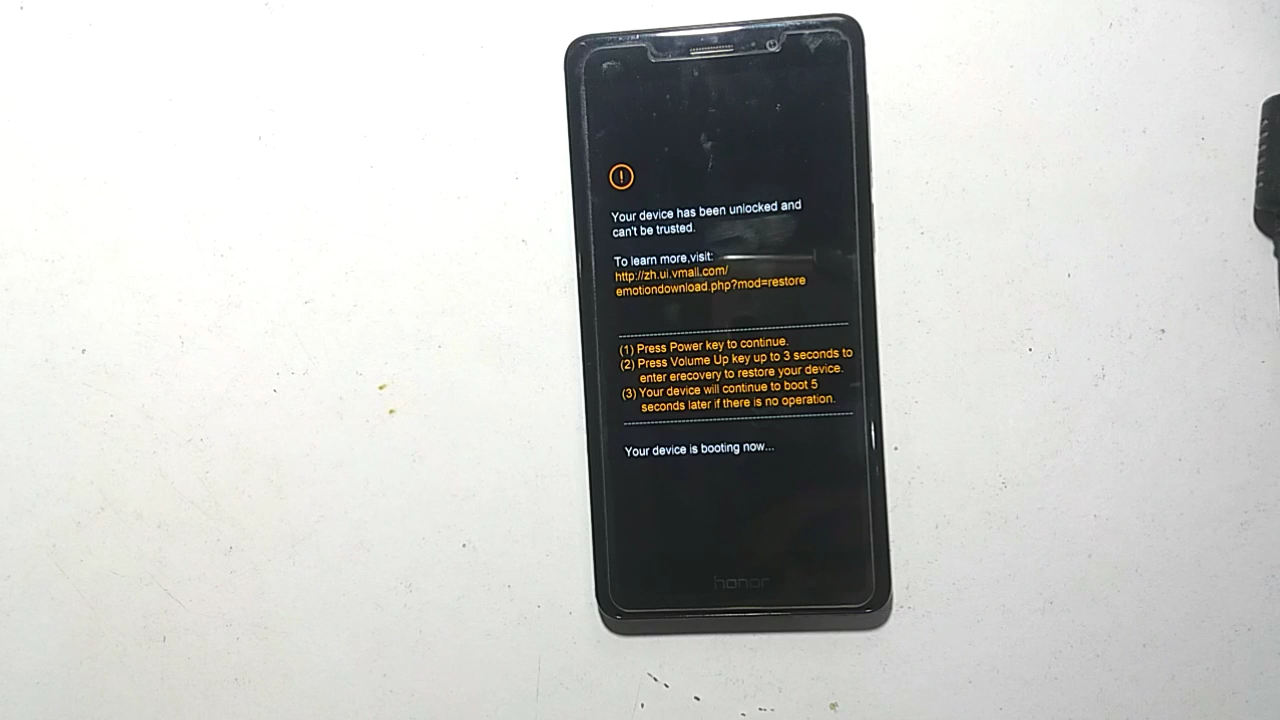 Your device has been unlocked and
can't be trusted.
To learn more,visit:
http://zh.ui.vmall.com/
emotiondownload.php?mod=restore
(1) Press Power key to continue.
(2) Press Volume Up key up to 3 seconds to
enter erecovery to restore your device.
(3) Your device will continue to boot 5
seconds later if there is no operation.
Your device is booting now...
honor